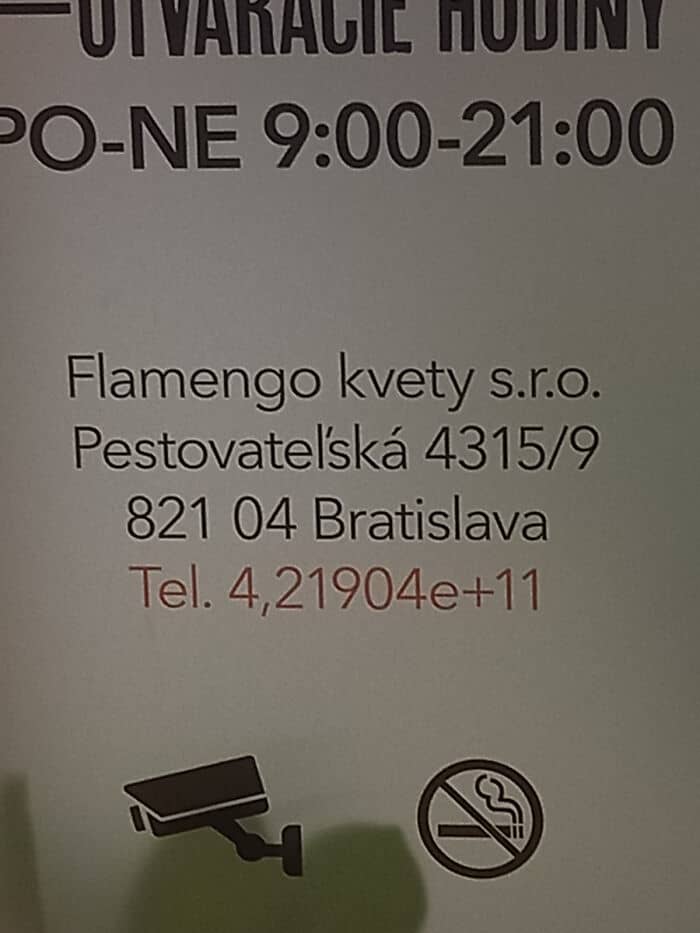 OTVÁRACIE HODINY
PO-NE 9:00-21:00
Flamengo kvety s.r.o.
Pestovateľská 4315/9
821 04 Bratislava
Tel. 4,21904e+11